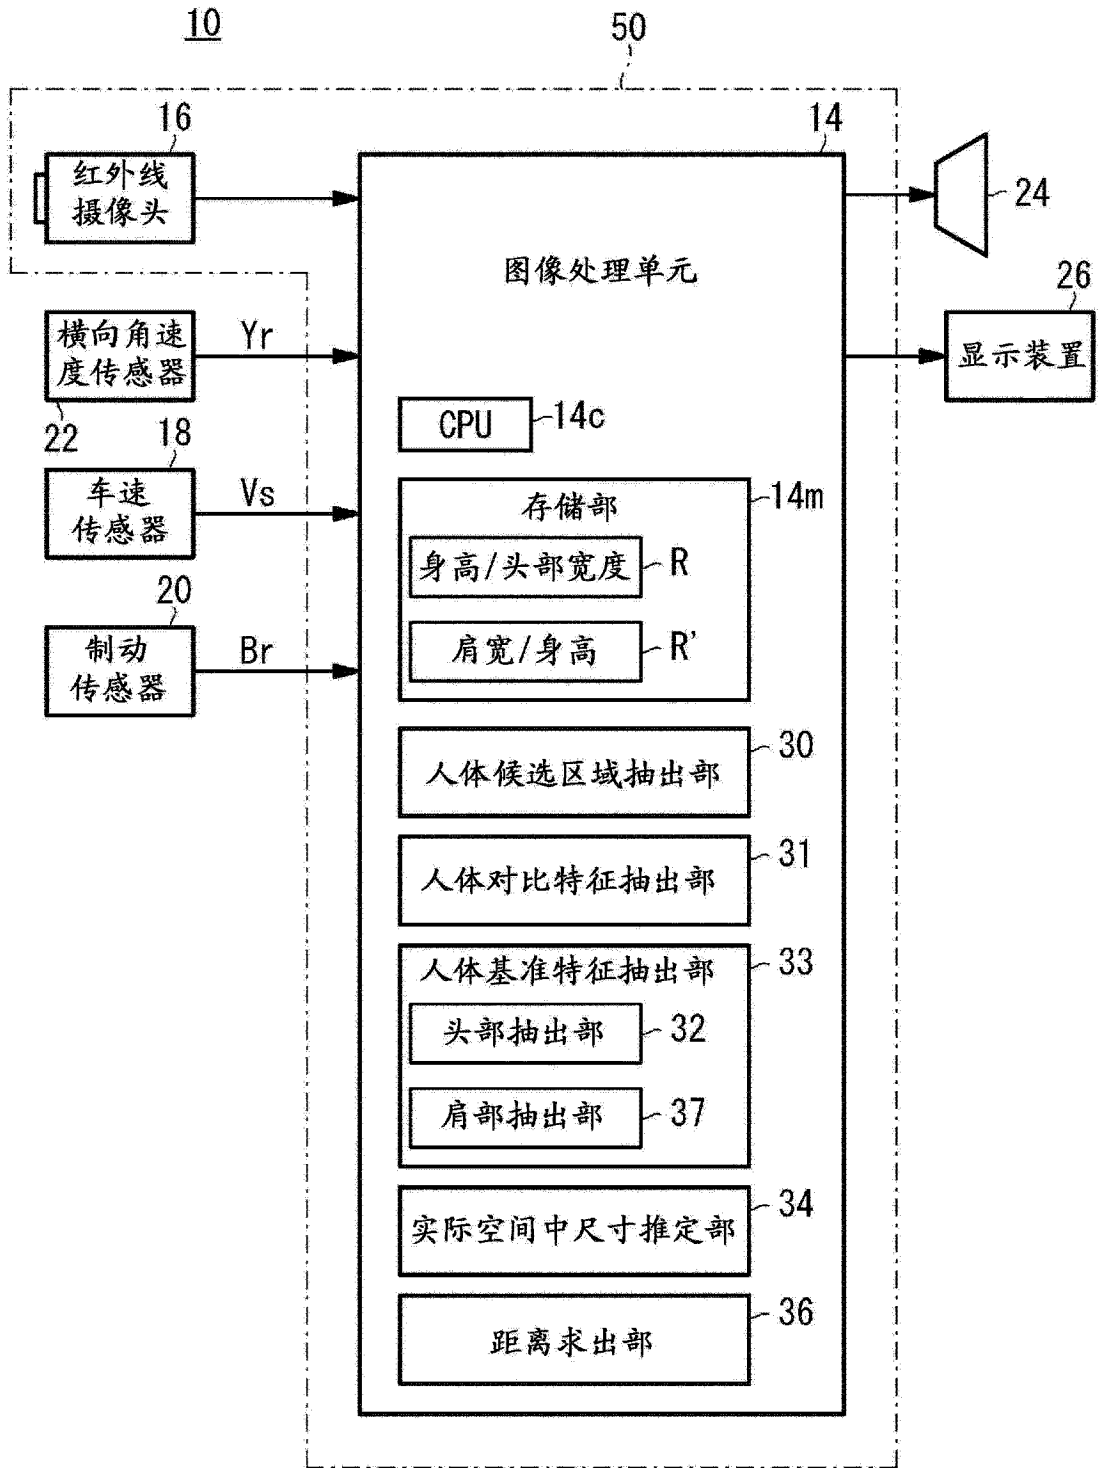 10
50
16
红外线
摄像头
14
图像处理单元
24
26
显示装置
横向角速
度传感器
22
Yr
CPU
14c
18
车速
传感器
Vs
存储部
14m
身高/头部宽度
R
肩宽/身高
R'
20
制动
传感器
Br
人体候选区域抽出部
30
人体对比特征抽出部
31
人体基准特征抽出部
33
头部抽出部
32
肩部抽出部
37
实际空间中尺寸推定部
34
距离求出部
36